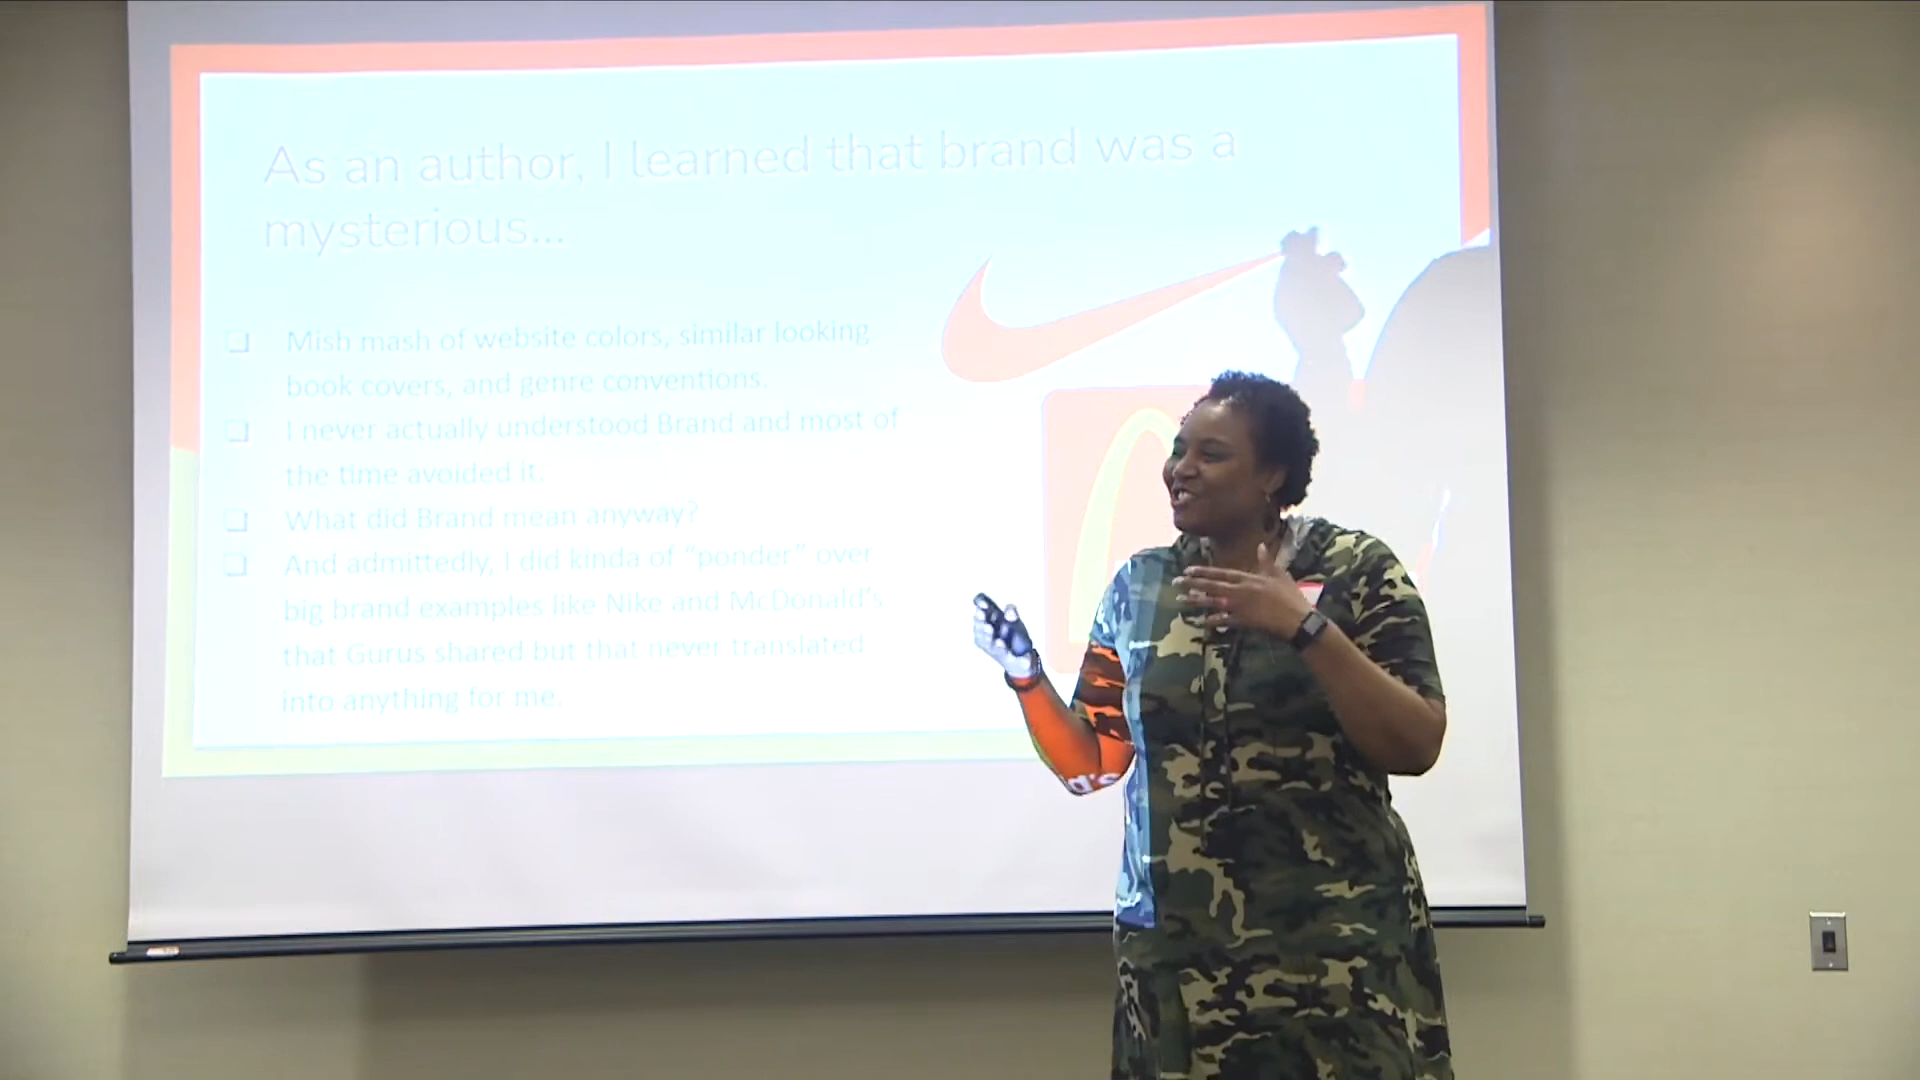 As an author, I learned that brand was a
mysterious...
Mish mash of website colors, similar looking
book covers, and genre conventions.
I never actually understood Brand and most of
the time avoided it.
What did Brand mean anyway?
And admittedly, I did kinda of “ponder” over
big brand examples like Nike and McDonald's
that Gurus shared but that never translated
into anything for me.
d's